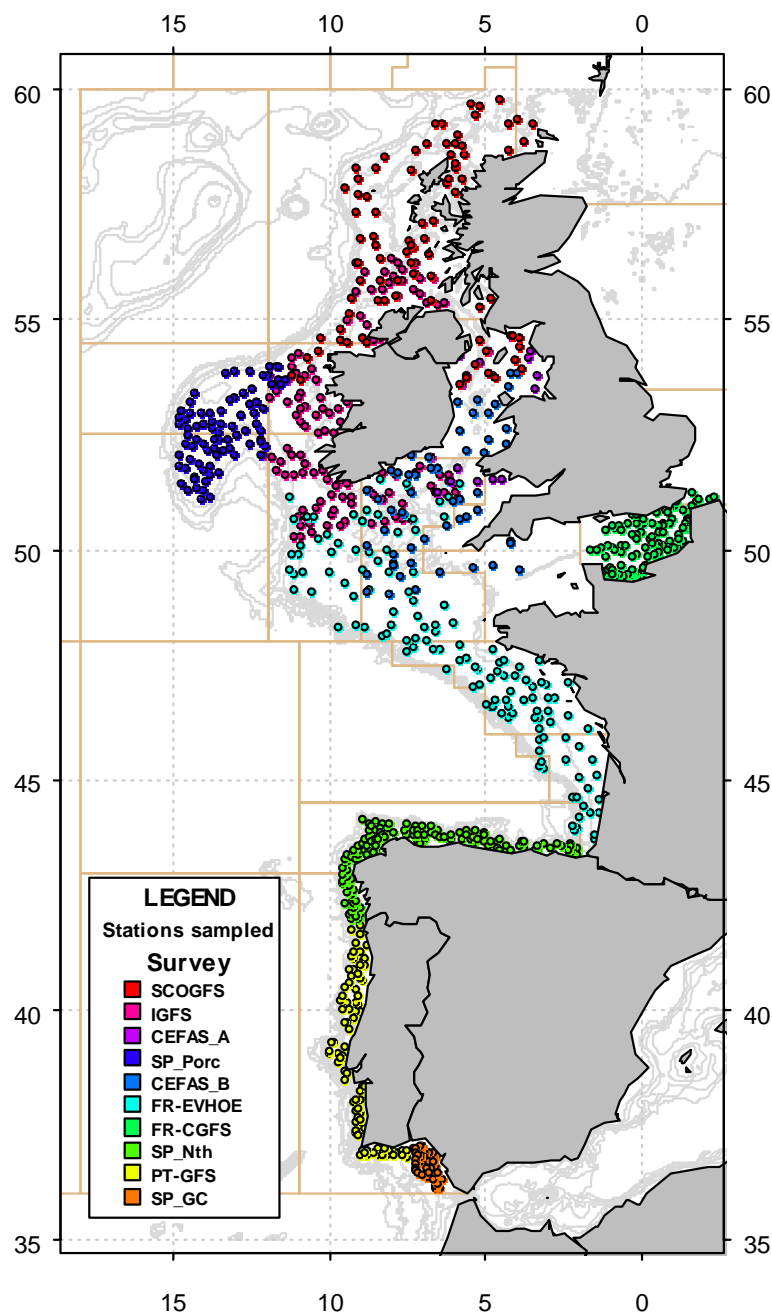 15 10 5 0
60 60
55 55
50 50
45 45
40 40
35 35
LEGEND
Stations sampled
Survey
SCOGFS
IGFS
CEFAS_A
SP_Porc
CEFAS_B
FR-EVHOE
FR-CGFS
SP_Nth
PT-GFS
SP_GC
15 10 5 0